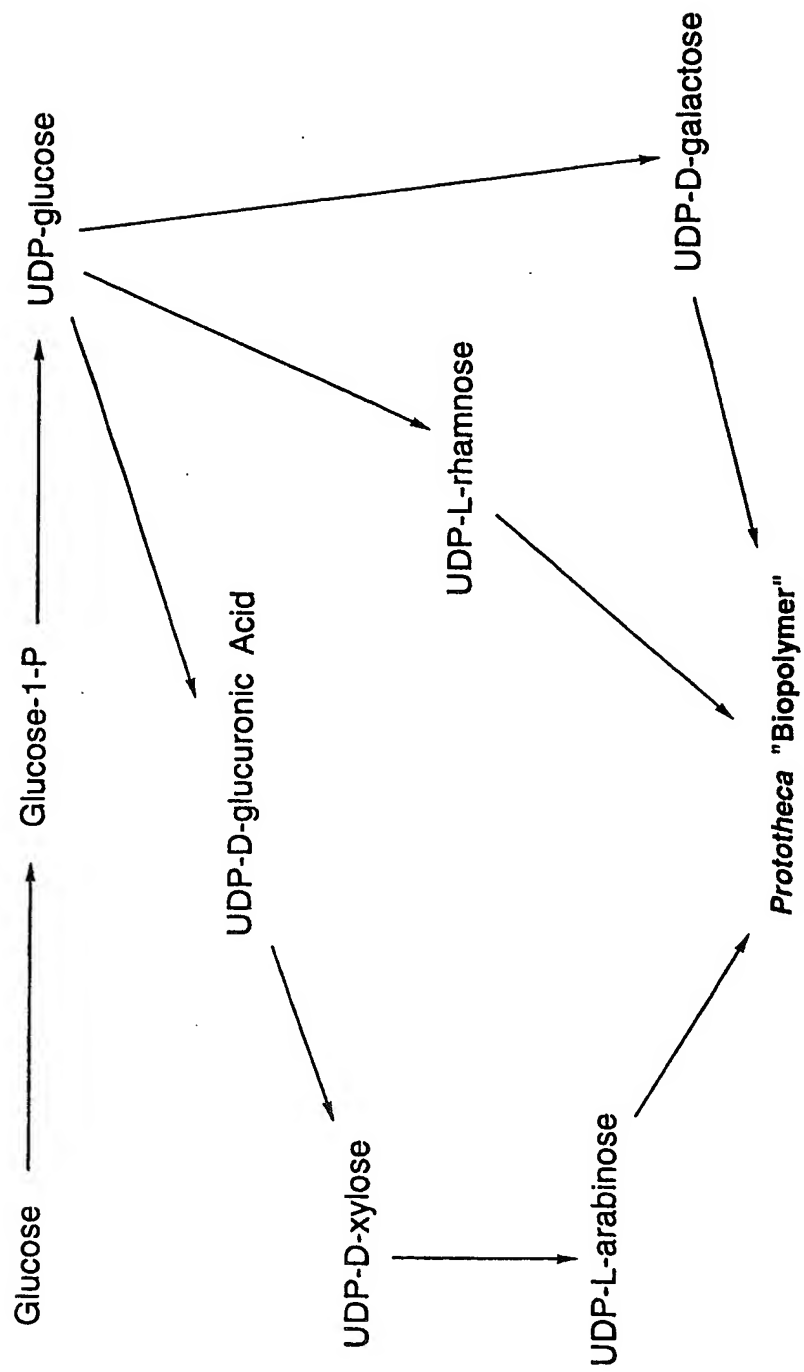 Glucose
Glucose-1-P
UDP-glucose
UDP-D-glucuronic Acid
UDP-D-xylose
UDP-L-rhamnose
UDP-L-arabinose
UDP-D-galactose
Prototheca "Biopolymer"